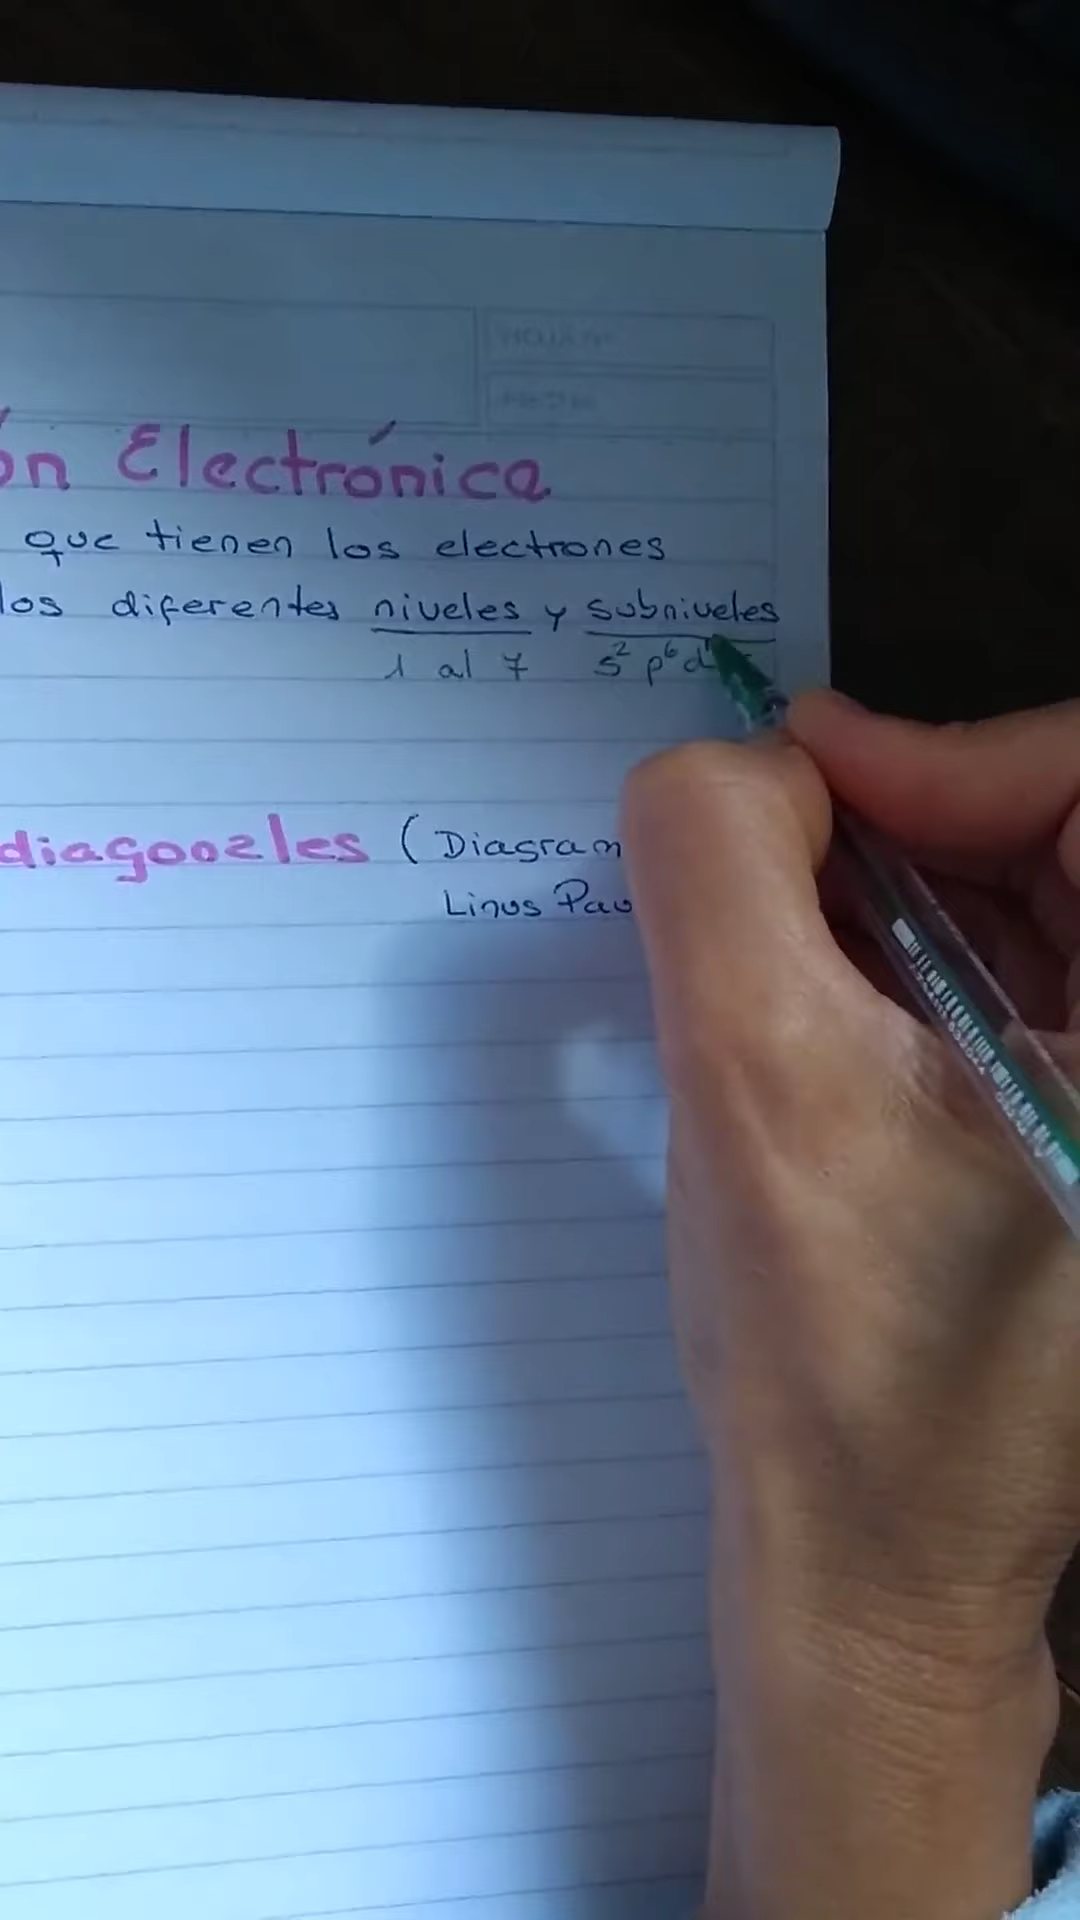 ón Electrónica
que tienen los electrones
los diferentes niveles y subniveles
1 al 7 s² p⁶ d
diagonales (Diagram
Linus Pau